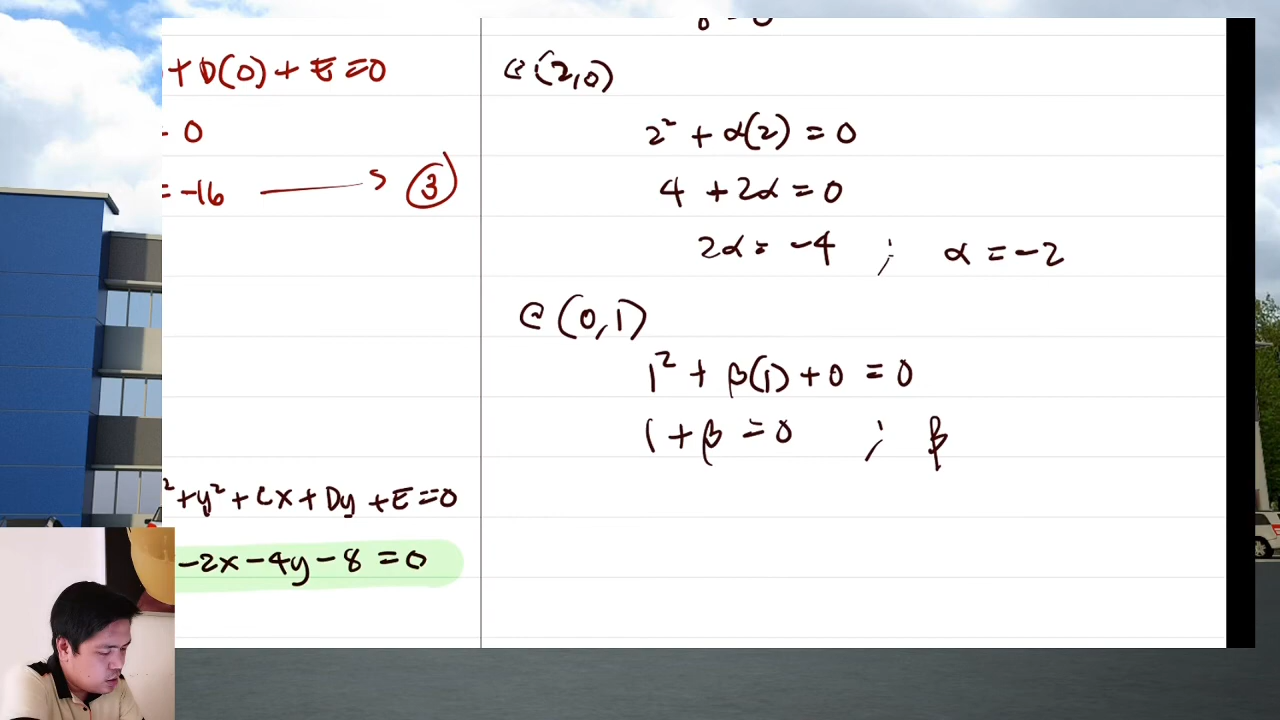 + D(0) + E = 0
= 0
= -16 → ③
²+y² + Cx + Dy + E = 0
-2x - 4y - 8 = 0
@ (2,0)
2² + α(2) = 0
4 + 2α = 0
2α = -4 ; α = -2
@ (0,1)
1² + β(1) + 0 = 0
1 + β = 0 ; β